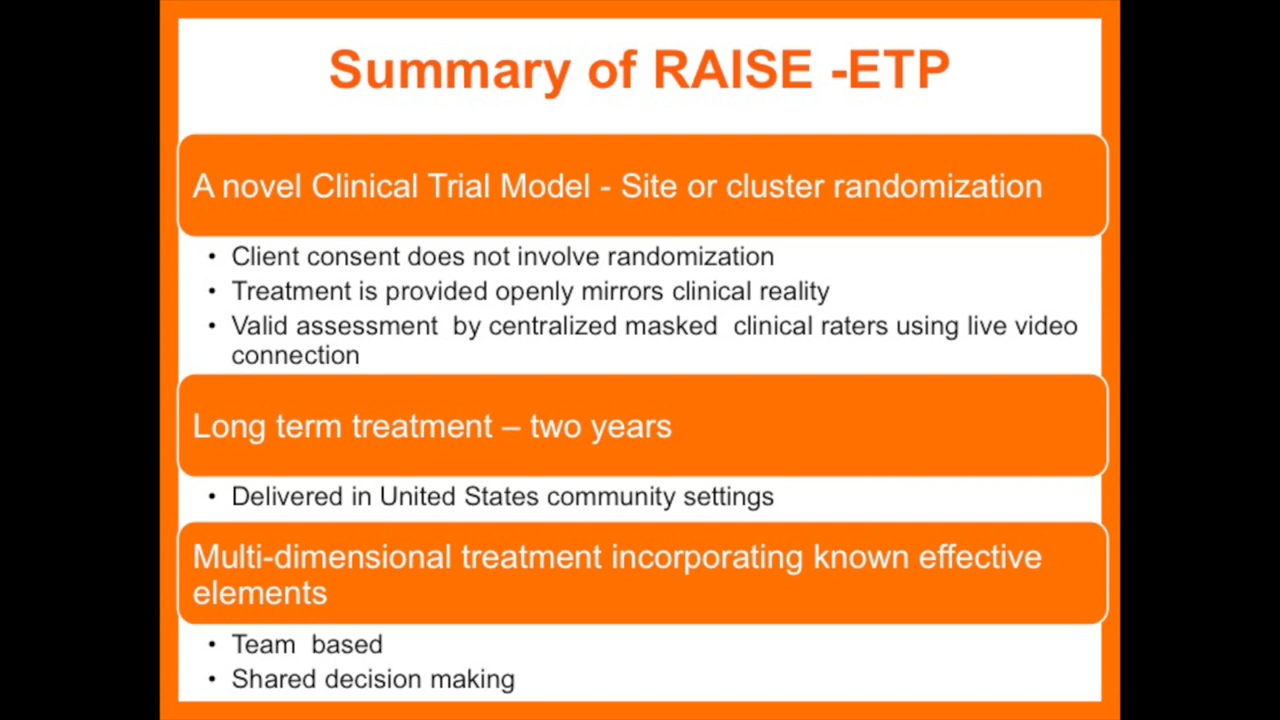 Summary of RAISE -ETP
A novel Clinical Trial Model - Site or cluster randomization
• Client consent does not involve randomization
• Treatment is provided openly mirrors clinical reality
• Valid assessment  by centralized masked  clinical raters using live video
connection
Long term treatment – two years
• Delivered in United States community settings
Multi-dimensional treatment incorporating known effective
elements
• Team  based
• Shared decision making